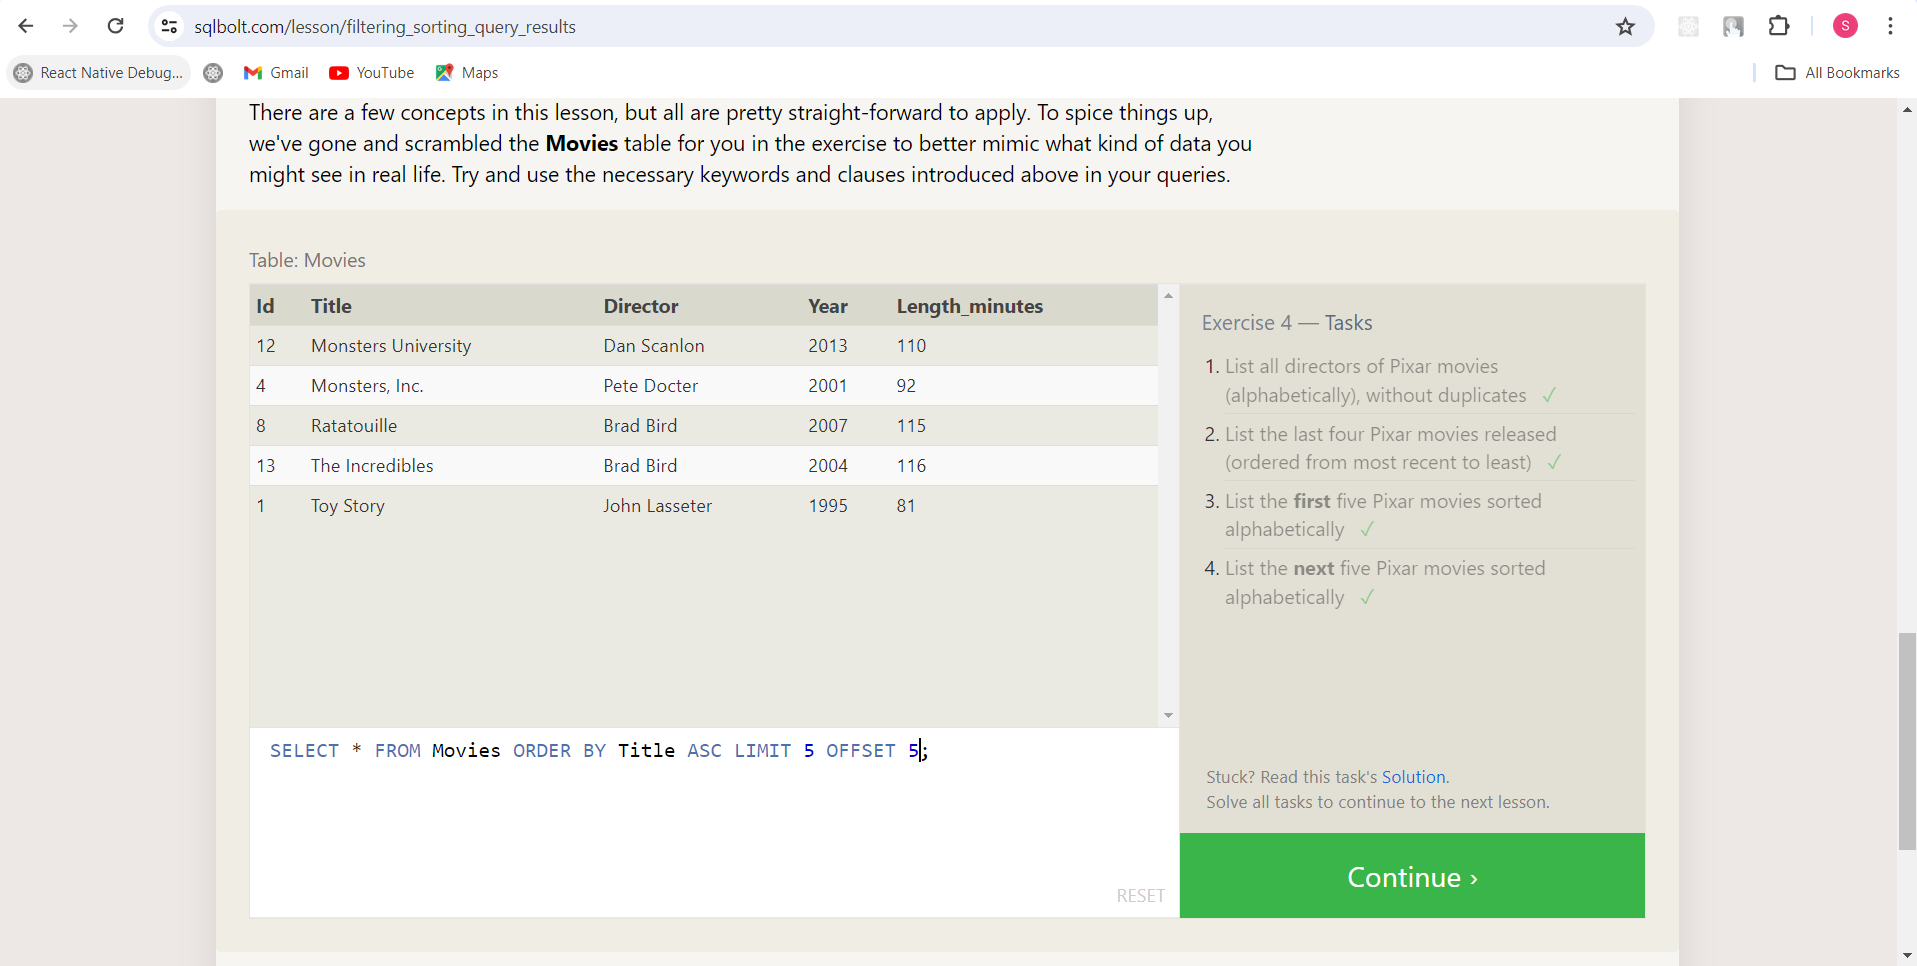 sqlbolt.com/lesson/filtering_sorting_query_results
S
React Native Debug...
Gmail
YouTube
Maps
All Bookmarks
There are a few concepts in this lesson, but all are pretty straight-forward to apply. To spice things up,
we've gone and scrambled the Movies table for you in the exercise to better mimic what kind of data you
might see in real life. Try and use the necessary keywords and clauses introduced above in your queries.
Table: Movies
Id Title Director Year Length_minutes
12 Monsters University Dan Scanlon 2013 110
4 Monsters, Inc. Pete Docter 2001 92
8 Ratatouille Brad Bird 2007 115
13 The Incredibles Brad Bird 2004 116
1 Toy Story John Lasseter 1995 81
SELECT * FROM Movies ORDER BY Title ASC LIMIT 5 OFFSET 5;
RESET
Exercise 4 — Tasks
1. List all directors of Pixar movies
(alphabetically), without duplicates ✓
2. List the last four Pixar movies released
(ordered from most recent to least) ✓
3. List the first five Pixar movies sorted
alphabetically ✓
4. List the next five Pixar movies sorted
alphabetically ✓
Stuck? Read this task's Solution.
Solve all tasks to continue to the next lesson.
Continue ›